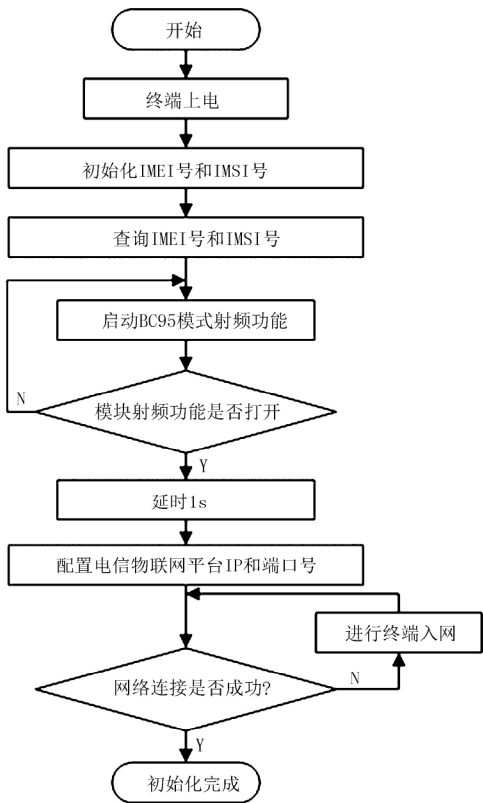 开始
终端上电
初始化IMEI号和IMSI号
查询IMEI号和IMSI号
启动BC95模式射频功能
N
模块射频功能是否打开
Y
延时1s
配置电信物联网平台IP和端口号
进行终端入网
网络连接是否成功?
N
Y
初始化完成